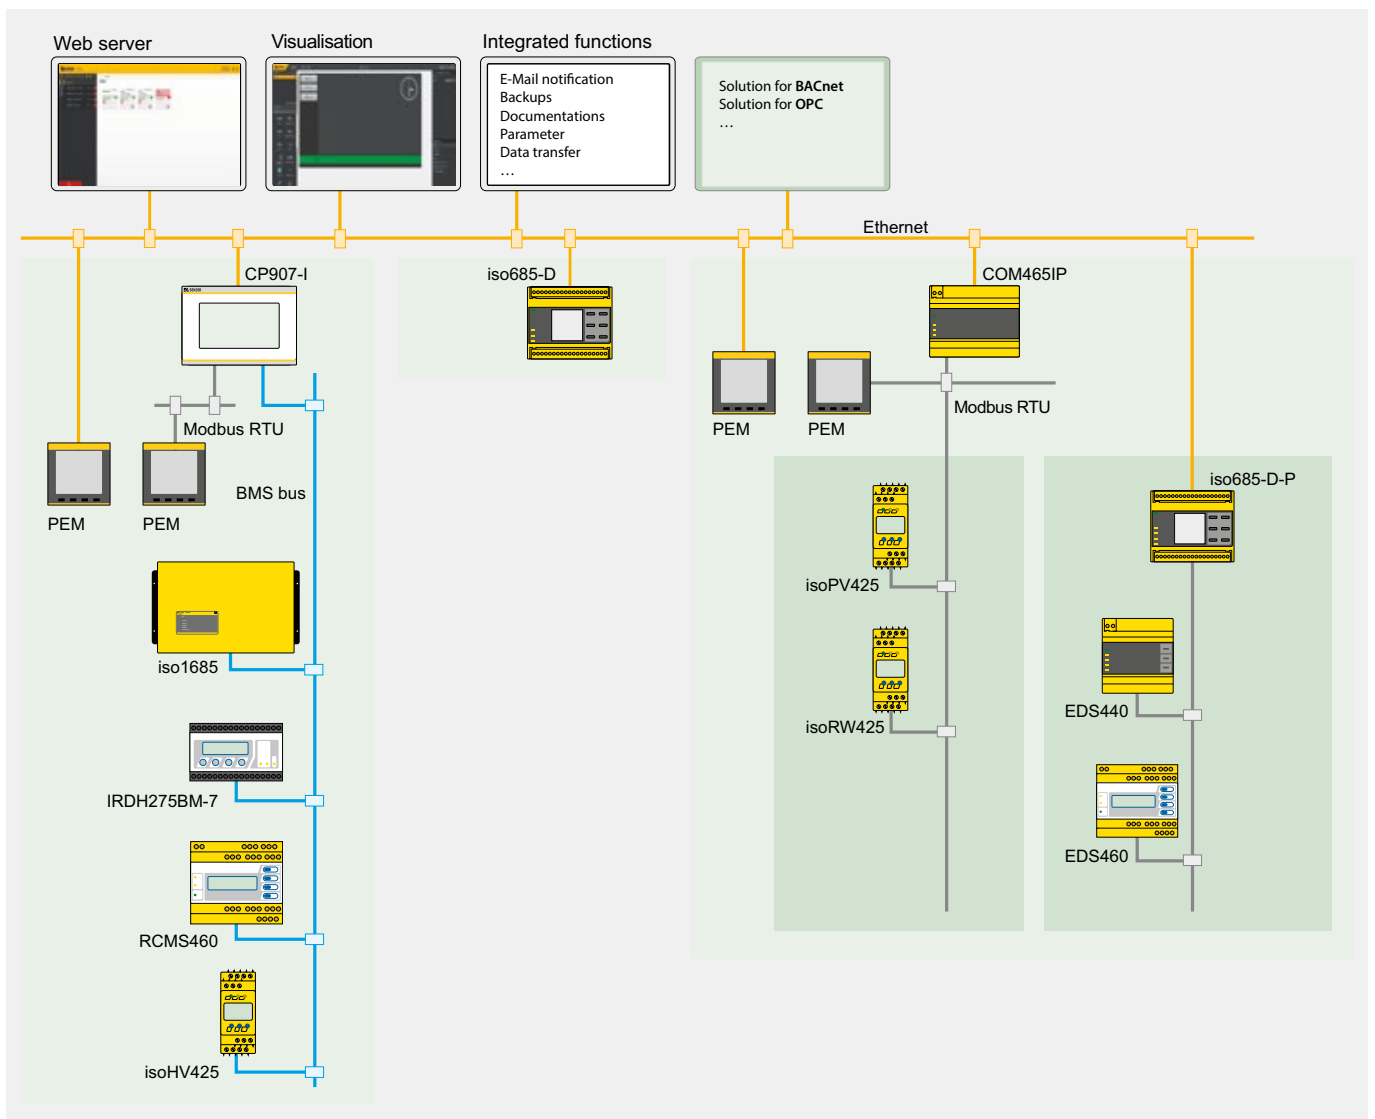 Web server
Visualisation
Integrated functions
E-Mail notification
Backups
Documentations
Parameter
Data transfer
…
Solution for BACnet
Solution for OPC
…
Ethernet
CP907-I
iso685-D
COM465IP
BENDER
Modbus RTU
PEM
PEM
BMS bus
PEM
PEM
Modbus RTU
iso685-D-P
isoPV425
iso1685
isoRW425
EDS440
IRDH275BM-7
EDS460
RCMS460
isoHV425